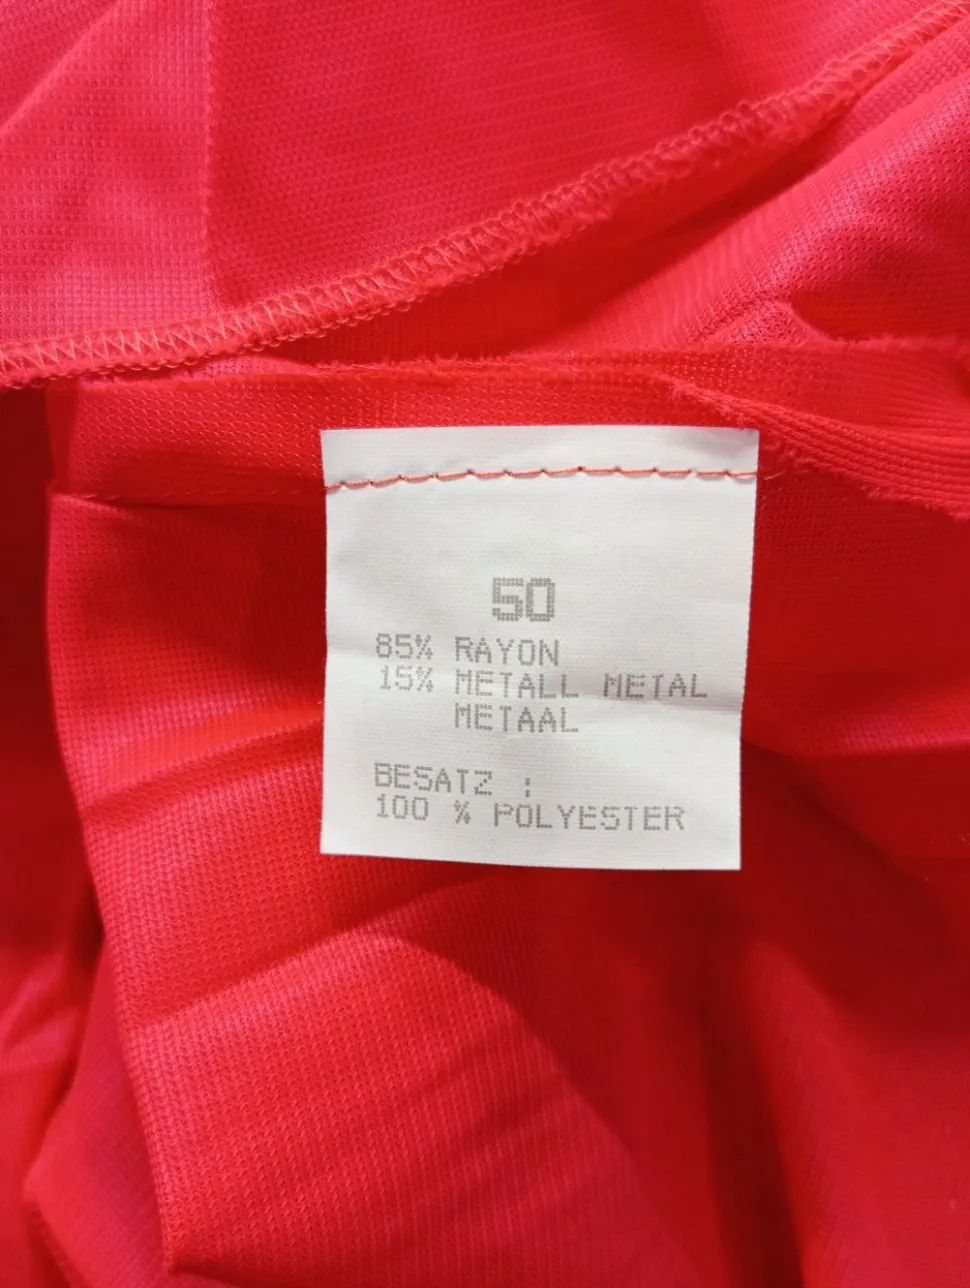 50
85% RAYON
15% METALL METAL
METAAL
BESATZ :
100 % POLYESTER